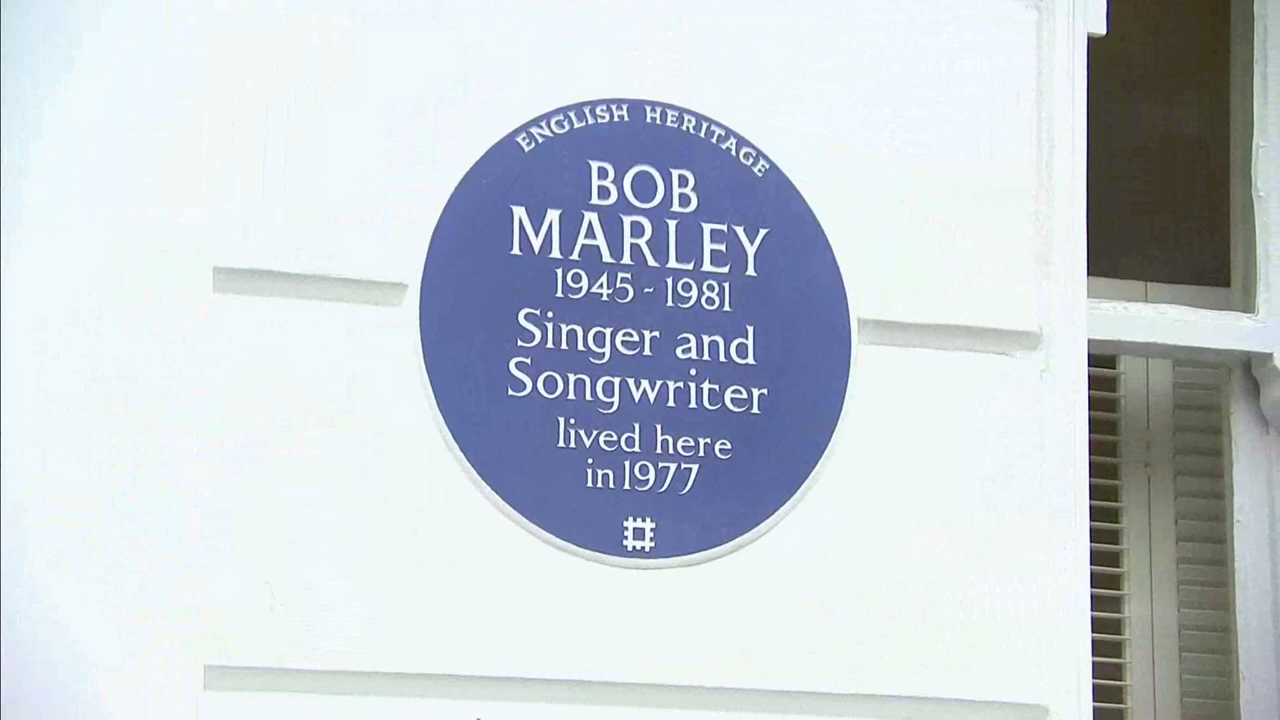 ENGLISH HERITAGE
BOB
MARLEY
1945 - 1981
Singer and
Songwriter
lived here
in 1977